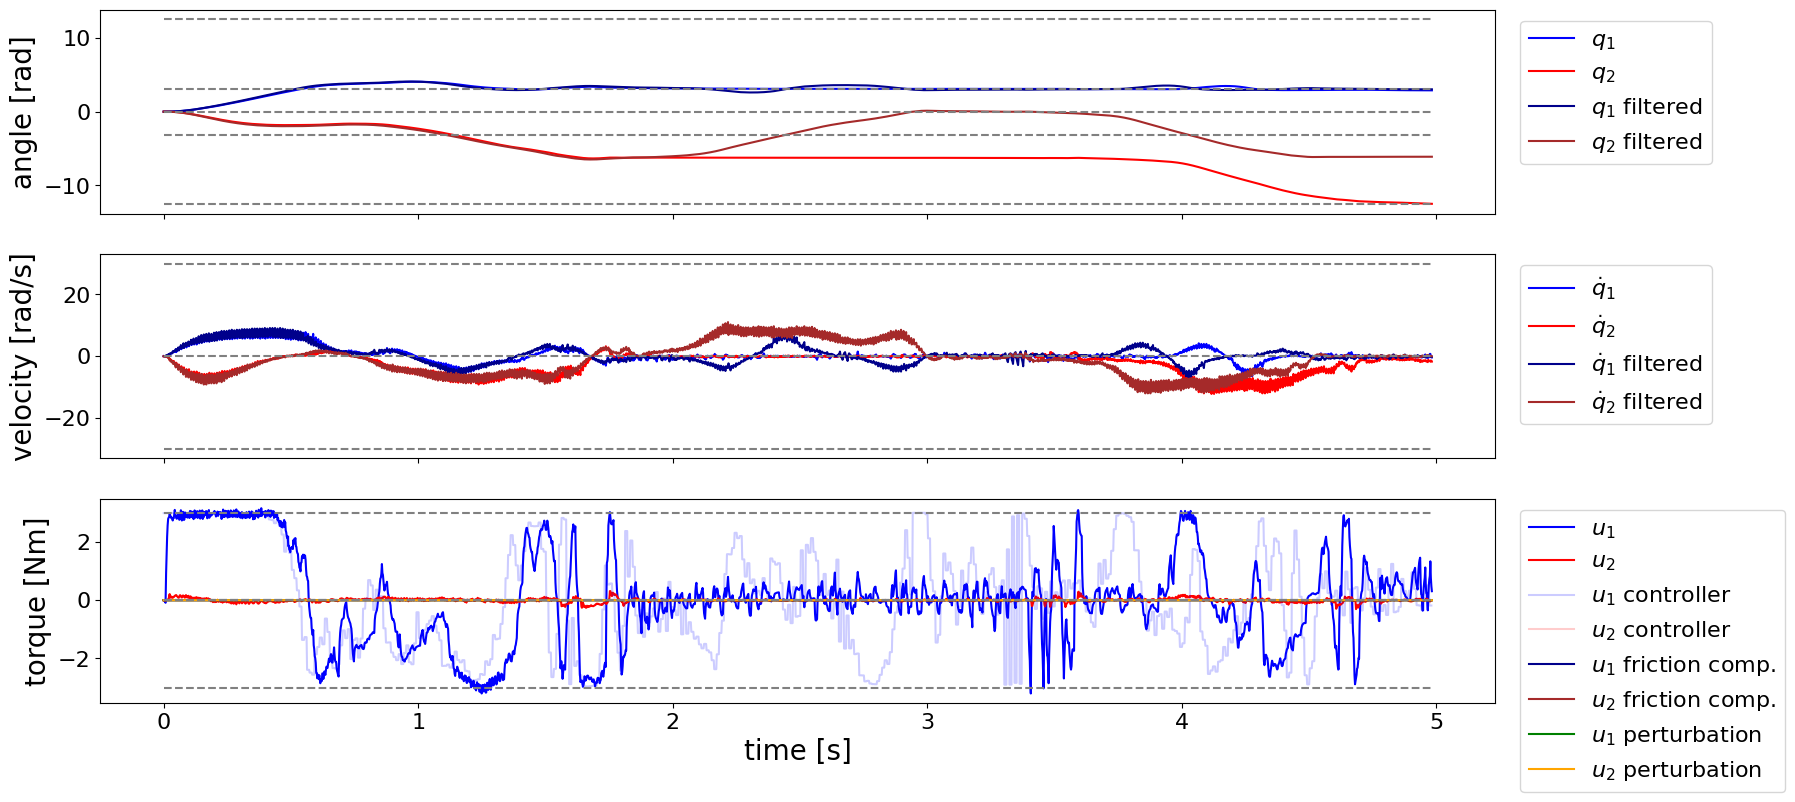 angle [rad]
10
0
−10
q₁
q₂
q₁ filtered
q₂ filtered
velocity [rad/s]
20
0
−20
q̇₁
q̇₂
q̇₁ filtered
q̇₂ filtered
torque [Nm]
2
0
−2
0 1 2 3 4 5
time [s]
u₁
u₂
u₁ controller
u₂ controller
u₁ friction comp.
u₂ friction comp.
u₁ perturbation
u₂ perturbation